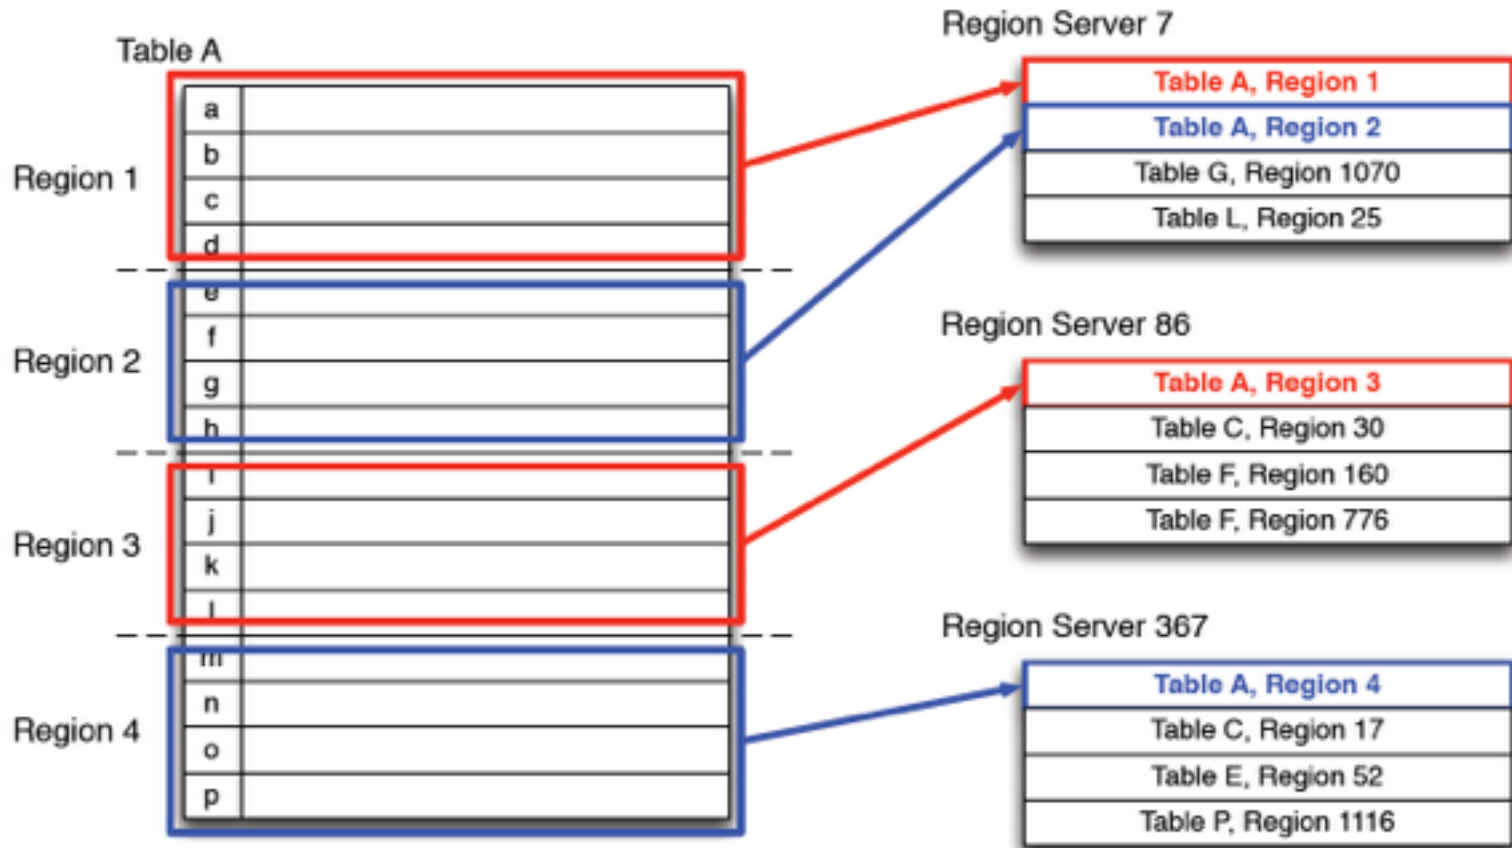 Table A
Region 1
a
b
c
d
Region 2
e
f
g
h
Region 3
i
j
k
l
Region 4
m
n
o
p
Region Server 7
Table A, Region 1
Table A, Region 2
Table G, Region 1070
Table L, Region 25
Region Server 86
Table A, Region 3
Table C, Region 30
Table F, Region 160
Table F, Region 776
Region Server 367
Table A, Region 4
Table C, Region 17
Table E, Region 52
Table P, Region 1116